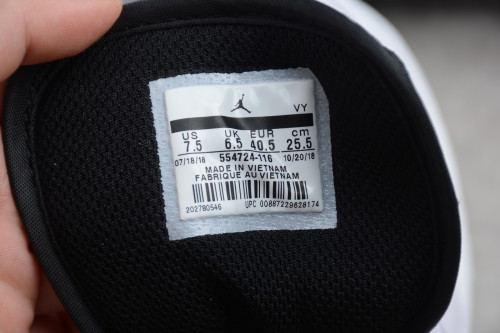 VY
US UK EUR cm
7.5 6.5 40.5 25.5
07/18/18 554724-116 10/20/18
MADE IN VIETNAM
FABRIQUE AU VIETNAM
202780546 UPC 00887229628174